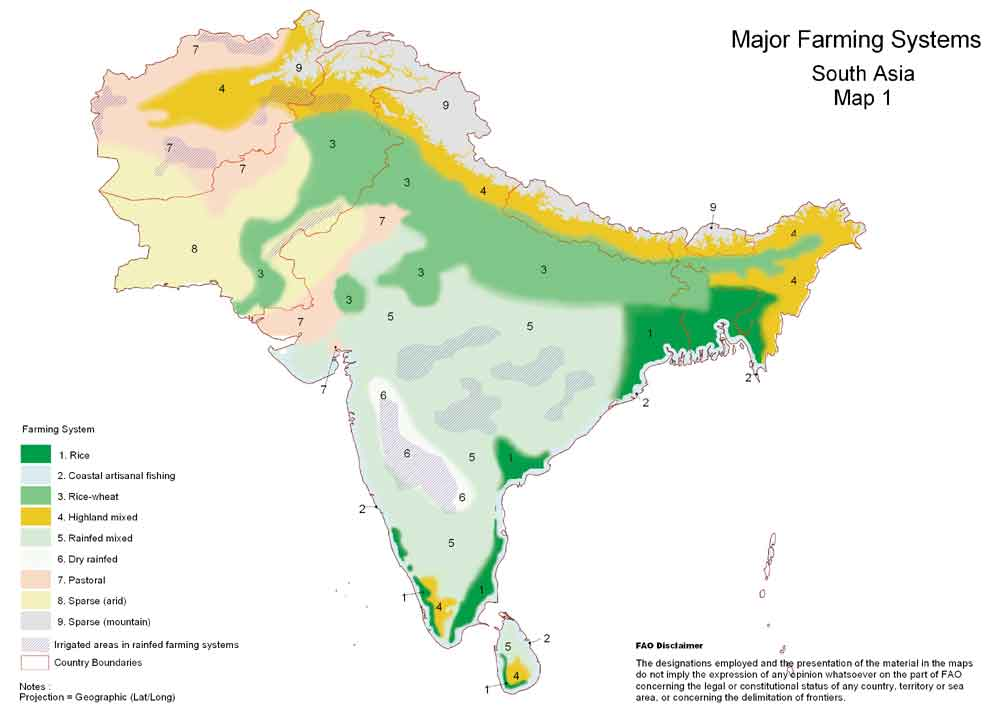 Major Farming Systems
South Asia
Map 1
7
9
4
9
7
3
7
3
4
7
9
4
8
3
3
3
4
3
7
5
5
1
7
2
2
6
6
5
1
6
2
5
1
4
1
5
2
4
1
Farming System
1. Rice
2. Coastal artisanal fishing
3. Rice-wheat
4. Highland mixed
5. Rainfed mixed
6. Dry rainfed
7. Pastoral
8. Sparse (arid)
9. Sparse (mountain)
Irrigated areas in rainfed farming systems
Country Boundaries
Notes :
Projection = Geographic (Lat/Long)
FAO Disclaimer
The designations employed and the presentation of the material in the maps
do not imply the expression of any opinion whatsoever on the part of FAO
concerning the legal or constitutional status of any country, territory or sea
area, or concerning the delimitation of frontiers.